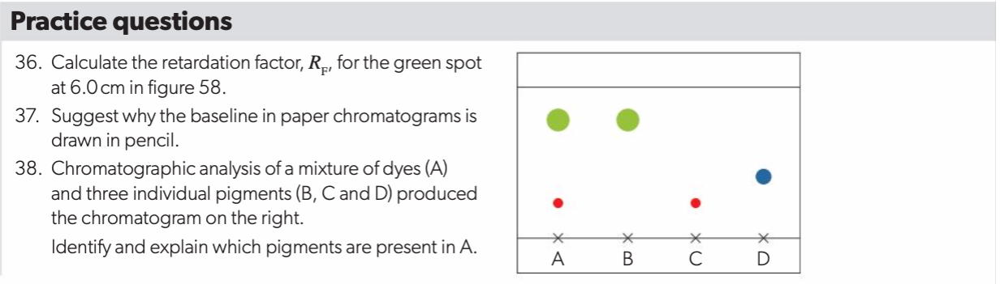 Practice questions
36. Calculate the retardation factor, R_F, for the green spot
at 6.0 cm in figure 58.
37. Suggest why the baseline in paper chromatograms is
drawn in pencil.
38. Chromatographic analysis of a mixture of dyes (A)
and three individual pigments (B, C and D) produced
the chromatogram on the right.
Identify and explain which pigments are present in A.
A B C D